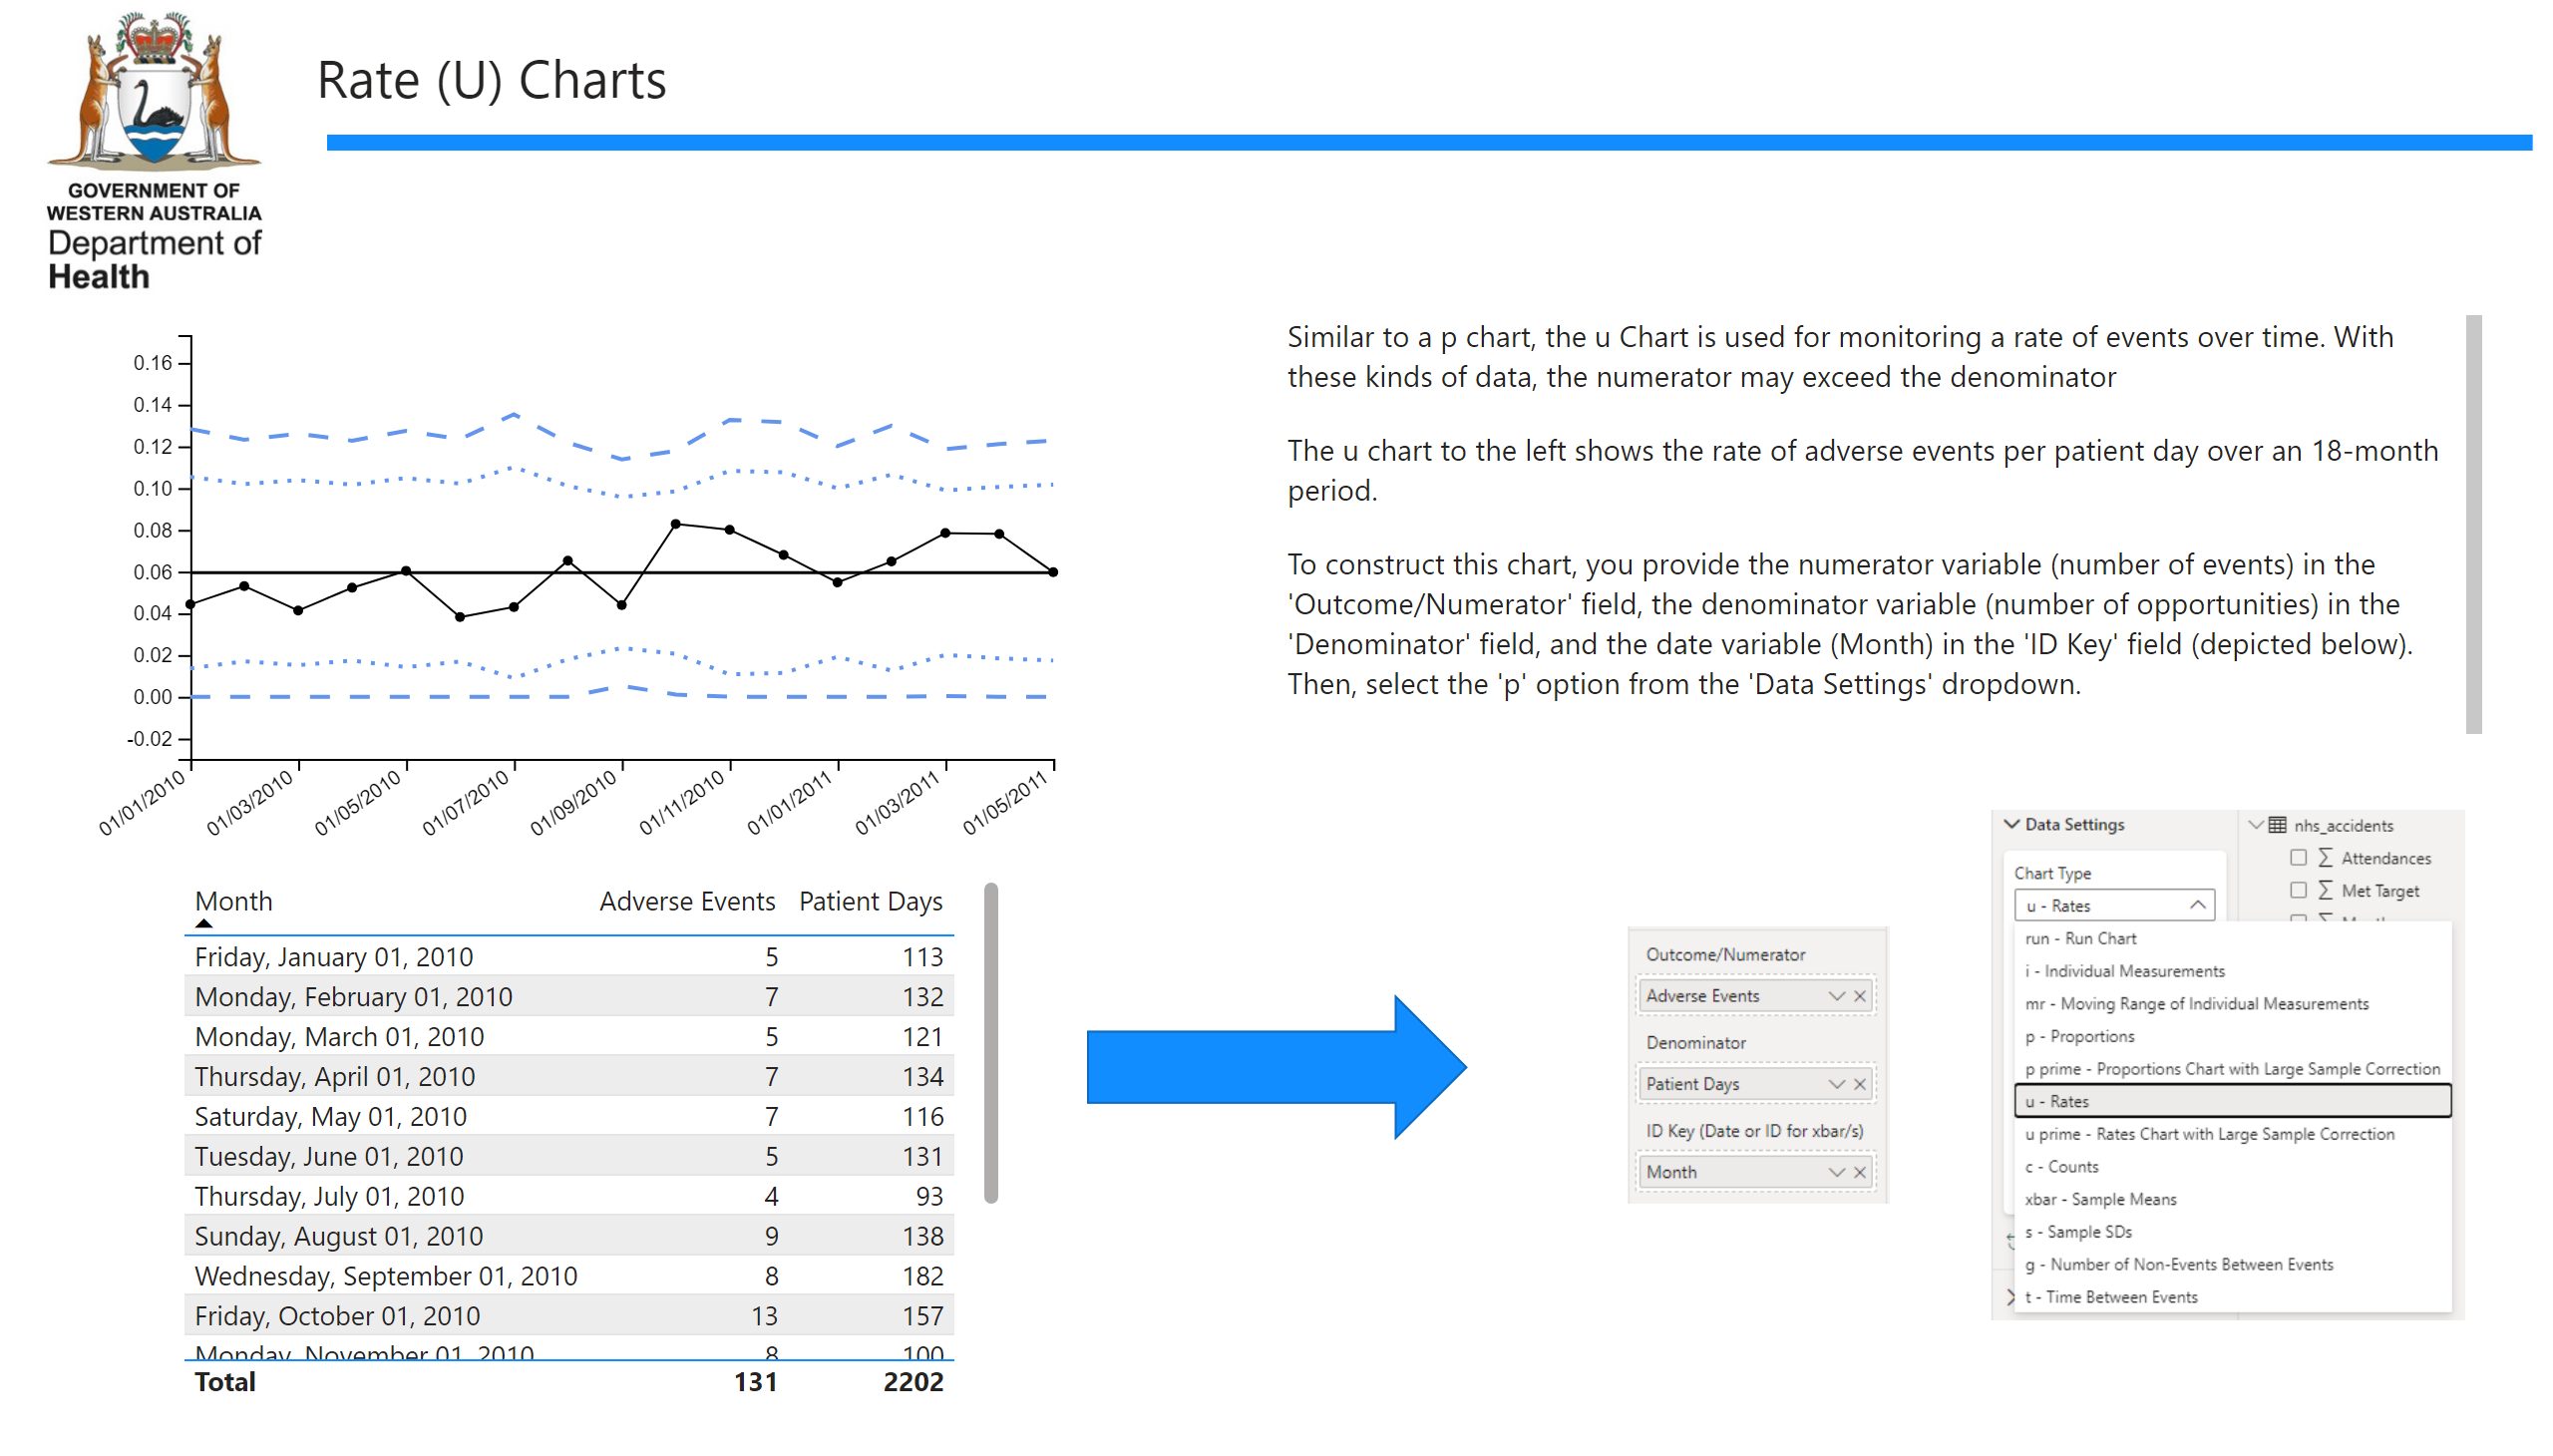 GOVERNMENT OF
WESTERN AUSTRALIA
Department of
Health
Rate (U) Charts
0.16
0.14
0.12
0.10
0.08
0.06
0.04
0.02
0.00
-0.02
01/01/2010
01/03/2010
01/05/2010
01/07/2010
01/09/2010
01/11/2010
01/01/2011
01/03/2011
01/05/2011
Similar to a p chart, the u Chart is used for monitoring a rate of events over time. With
these kinds of data, the numerator may exceed the denominator
The u chart to the left shows the rate of adverse events per patient day over an 18-month
period.
To construct this chart, you provide the numerator variable (number of events) in the
'Outcome/Numerator' field, the denominator variable (number of opportunities) in the
'Denominator' field, and the date variable (Month) in the 'ID Key' field (depicted below).
Then, select the 'p' option from the 'Data Settings' dropdown.
Month Adverse Events Patient Days
Friday, January 01, 2010 5 113
Monday, February 01, 2010 7 132
Monday, March 01, 2010 5 121
Thursday, April 01, 2010 7 134
Saturday, May 01, 2010 7 116
Tuesday, June 01, 2010 5 131
Thursday, July 01, 2010 4 93
Sunday, August 01, 2010 9 138
Wednesday, September 01, 2010 8 182
Friday, October 01, 2010 13 157
Monday, November 01, 2010 8 100
Total 131 2202
Outcome/Numerator
Adverse Events
Denominator
Patient Days
ID Key (Date or ID for xbar/s)
Month
Data Settings
Chart Type
u - Rates
nhs_accidents
Attendances
Met Target
run - Run Chart
i - Individual Measurements
mr - Moving Range of Individual Measurements
p - Proportions
p prime - Proportions Chart with Large Sample Correction
u - Rates
u prime - Rates Chart with Large Sample Correction
c - Counts
xbar - Sample Means
s - Sample SDs
g - Number of Non-Events Between Events
t - Time Between Events